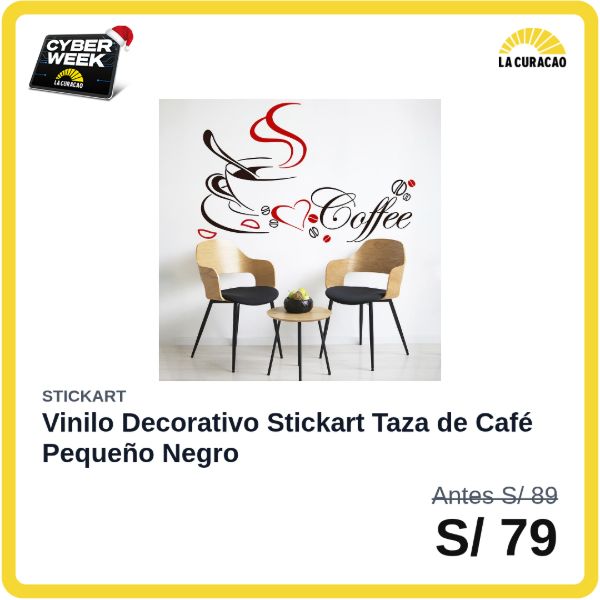 CYBER
WEEK
LA CURACAO
LA CURACAO
Coffee
STICKART
Vinilo Decorativo Stickart Taza de Café
Pequeño Negro
Antes S/ 89
S/ 79